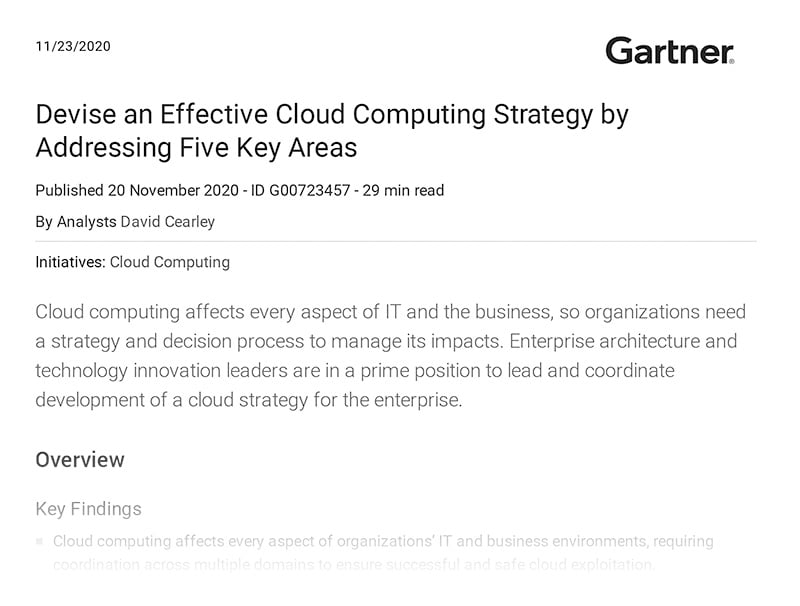 11/23/2020
Gartner®
Devise an Effective Cloud Computing Strategy by
Addressing Five Key Areas
Published 20 November 2020 - ID G00723457 - 29 min read
By Analysts David Cearley
Initiatives: Cloud Computing
Cloud computing affects every aspect of IT and the business, so organizations need
a strategy and decision process to manage its impacts. Enterprise architecture and
technology innovation leaders are in a prime position to lead and coordinate
development of a cloud strategy for the enterprise.
Overview
Key Findings
■ Cloud computing affects every aspect of organizations’ IT and business environments, requiring
coordination across multiple domains to ensure successful and safe cloud exploitation.